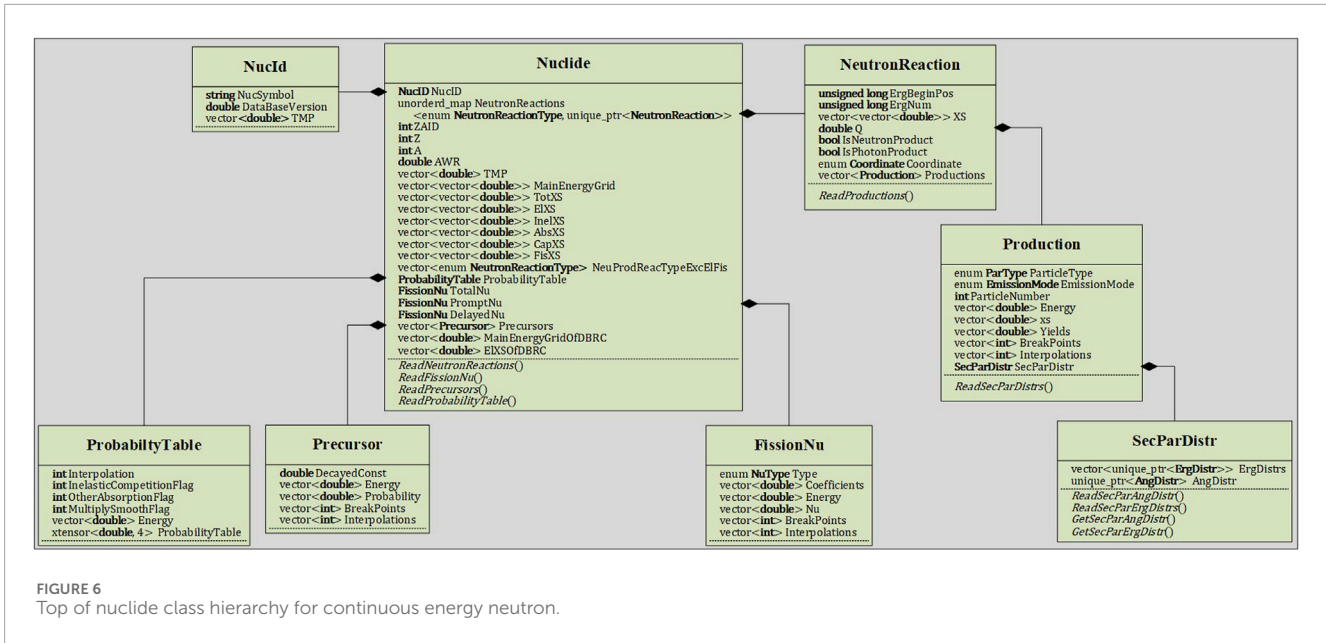 NucId
string NucSymbol
double DataBaseVersion
vector<double> TMP
Nuclide
NucID NucID
unorderd_map NeutronReactions
<enum NeutronReactionType, unique_ptr<NeutronReaction>>
int ZAID
int Z
int A
double AWR
vector<double> TMP
vector<vector<double>> MainEnergyGrid
vector<vector<double>> TotXS
vector<vector<double>> ElXS
vector<vector<double>> InelXS
vector<vector<double>> AbsXS
vector<vector<double>> CapXS
vector<vector<double>> FisXS
vector<enum NeutronReactionType> NeuProdReacTypeExcElFis
ProbabilityTable ProbabilityTable
FissionNu TotalNu
FissionNu PromptNu
FissionNu DelayedNu
vector<Precursor> Precursors
vector<double> MainEnergyGridOfDBRC
vector<double> ElXSOfDBRC
ReadNeutronReactions()
ReadFissionNu()
ReadPrecursors()
ReadProbabilityTable()
NeutronReaction
unsigned long ErgBeginPos
unsigned long ErgNum
vector<vector<double>> XS
double Q
bool IsNeutronProduct
bool IsPhotonProduct
enum Coordinate Coordinate
vector<Production> Productions
ReadProductions()
Production
enum ParType ParticleType
enum EmissionMode EmissionMode
int ParticleNumber
vector<double> Energy
vector<double> xs
vector<double> Yields
vector<int> BreakPoints
vector<int> Interpolations
SecParDistr SecParDistr
ReadSecParDistrs()
ProbabiltyTable
int Interpolation
int InelasticCompetitionFlag
int OtherAbsorptionFlag
int MultiplySmoothFlag
vector<double> Energy
xtensor<double, 4> ProbabilityTable
Precursor
double DecayedConst
vector<double> Energy
vector<double> Probability
vector<int> BreakPoints
vector<int> Interpolations
FissionNu
enum NuType Type
vector<double> Coefficients
vector<double> Energy
vector<double> Nu
vector<int> BreakPoints
vector<int> Interpolations
SecParDistr
vector<unique_ptr<ErgDistr>> ErgDistrs
unique_ptr<AngDistr> AngDistr
ReadSecParAngDistr()
ReadSecParErgDistrs()
GetSecParAngDistr()
GetSecParErgDistr()
FIGURE 6
Top of nuclide class hierarchy for continuous energy neutron.